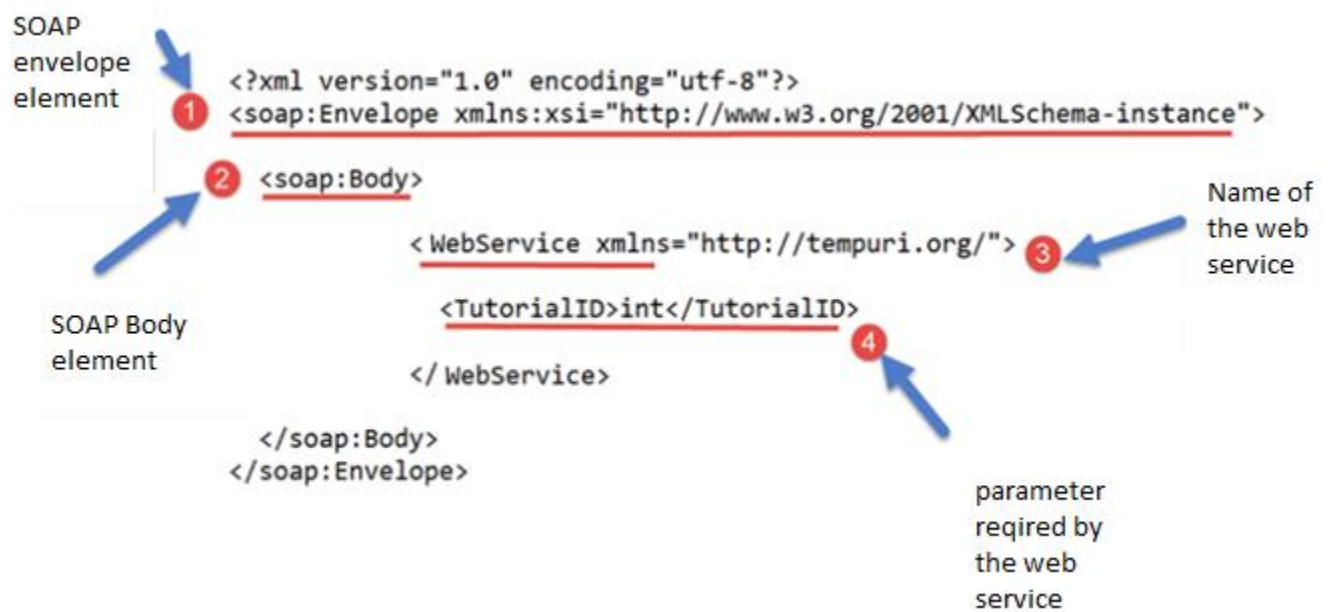 SOAP
envelope
element
<?xml version="1.0" encoding="utf-8"?>
1
<soap:Envelope xmlns:xsi="http://www.w3.org/2001/XMLSchema-instance">
2
<soap:Body>
Name of
the web
service
< WebService xmlns="http://tempuri.org/">
3
<TutorialID>int</TutorialID>
4
SOAP Body
element
</ WebService>
</soap:Body>
</soap:Envelope>
parameter
reqired by
the web
service